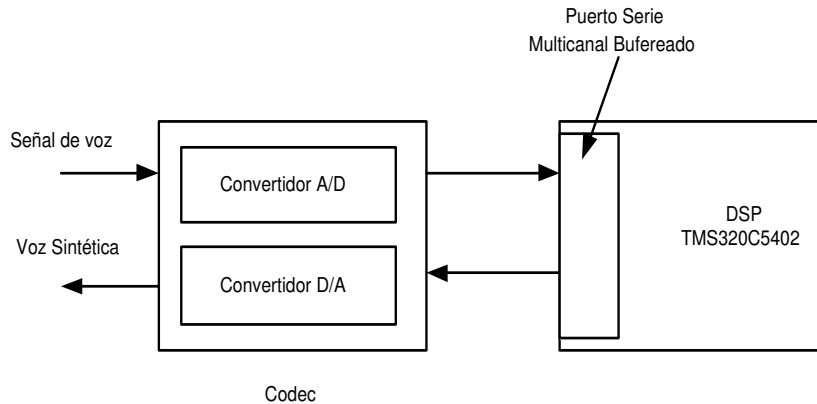 Puerto Serie
Multicanal Bufereado
Señal de voz
Convertidor A/D
DSP
TMS320C5402
Voz Sintética
Convertidor D/A
Codec